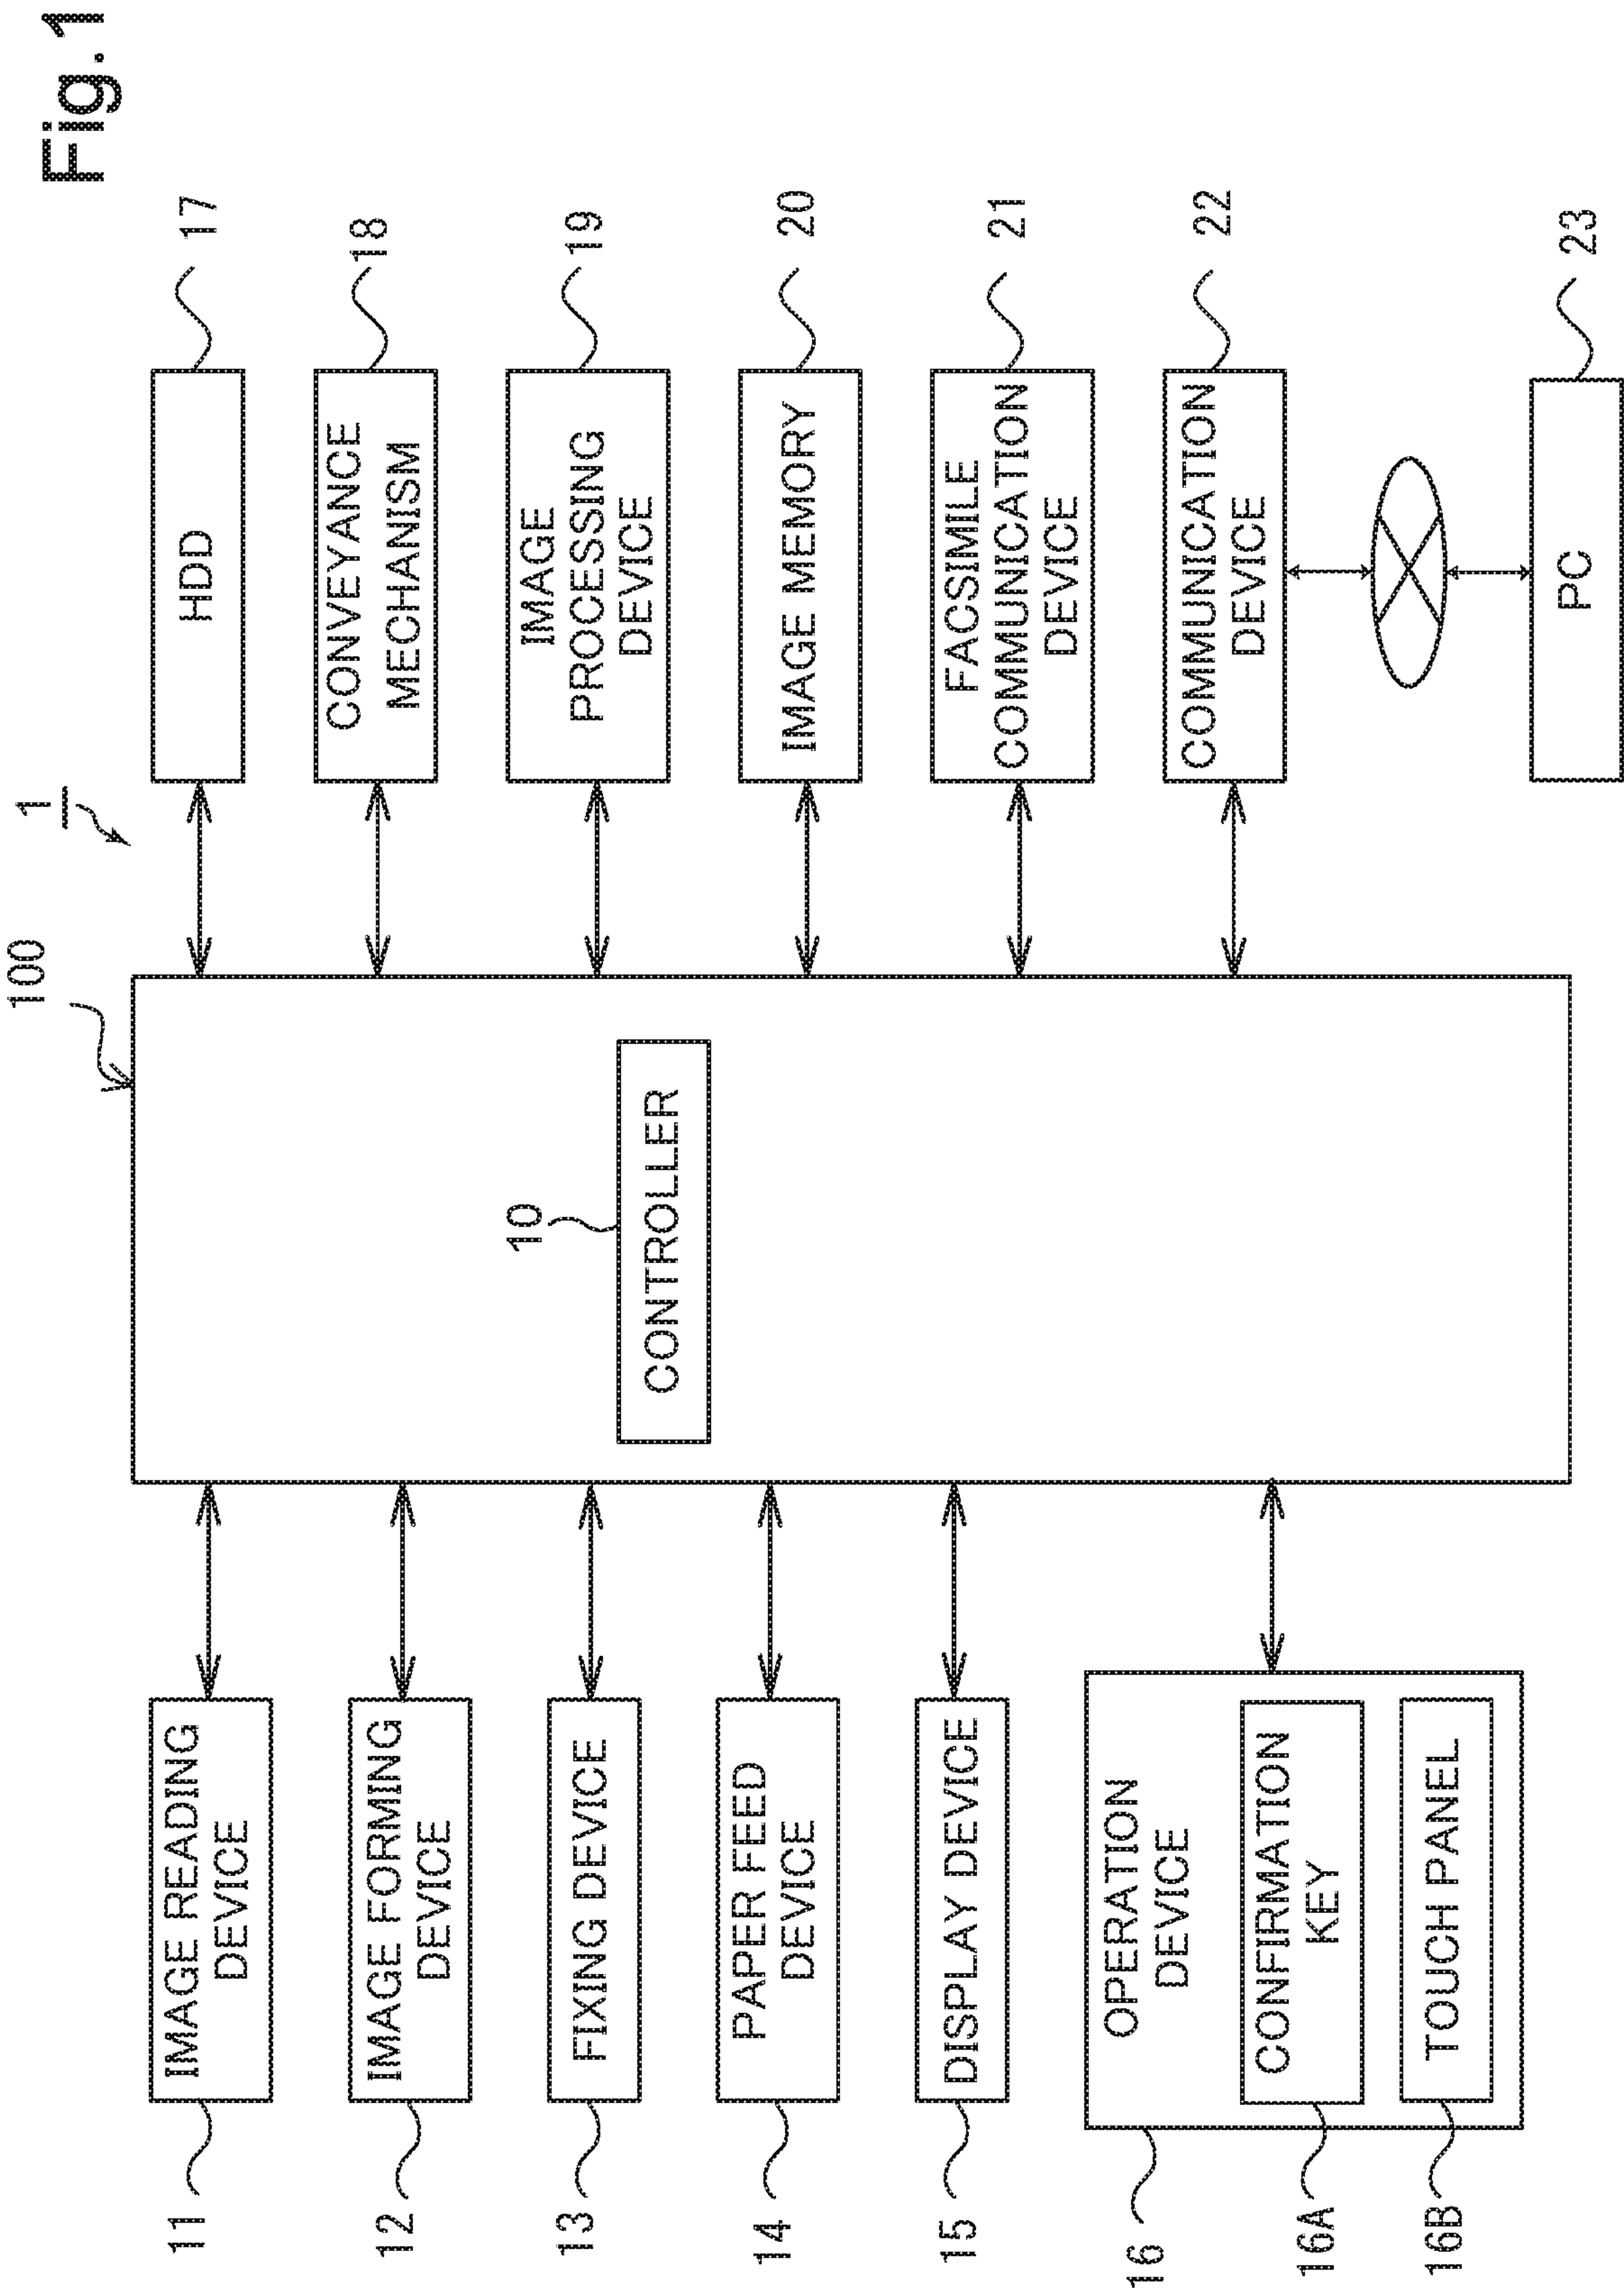 Fig.1
1
100
10
CONTROLLER
11
IMAGE READING
DEVICE
12
IMAGE FORMING
DEVICE
13
FIXING DEVICE
14
PAPER FEED
DEVICE
15
DISPLAY DEVICE
16
OPERATION
DEVICE
16A
CONFIRMATION
KEY
16B
TOUCH PANEL
HDD
17
CONVEYANCE
MECHANISM
18
IMAGE
PROCESSING
DEVICE
19
IMAGE MEMORY
20
FACSIMILE
COMMUNICATION
DEVICE
21
COMMUNICATION
DEVICE
22
PC
23